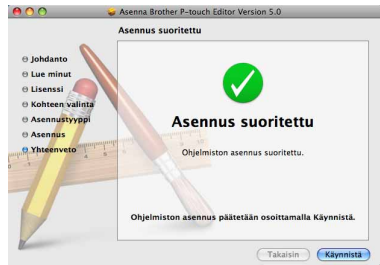 Asenna Brother P-touch Editor Version 5.0
Asennus suoritettu
Johdanto
Lue minut
Lisenssi
Kohteen valinta
Asennustyyppi
Asennus
Yhteenveto
Asennus suoritettu
Ohjelmiston asennus suoritettu.
Ohjelmiston asennus päätetään osoittamalla Käynnistä.
Takaisin
Käynnistä